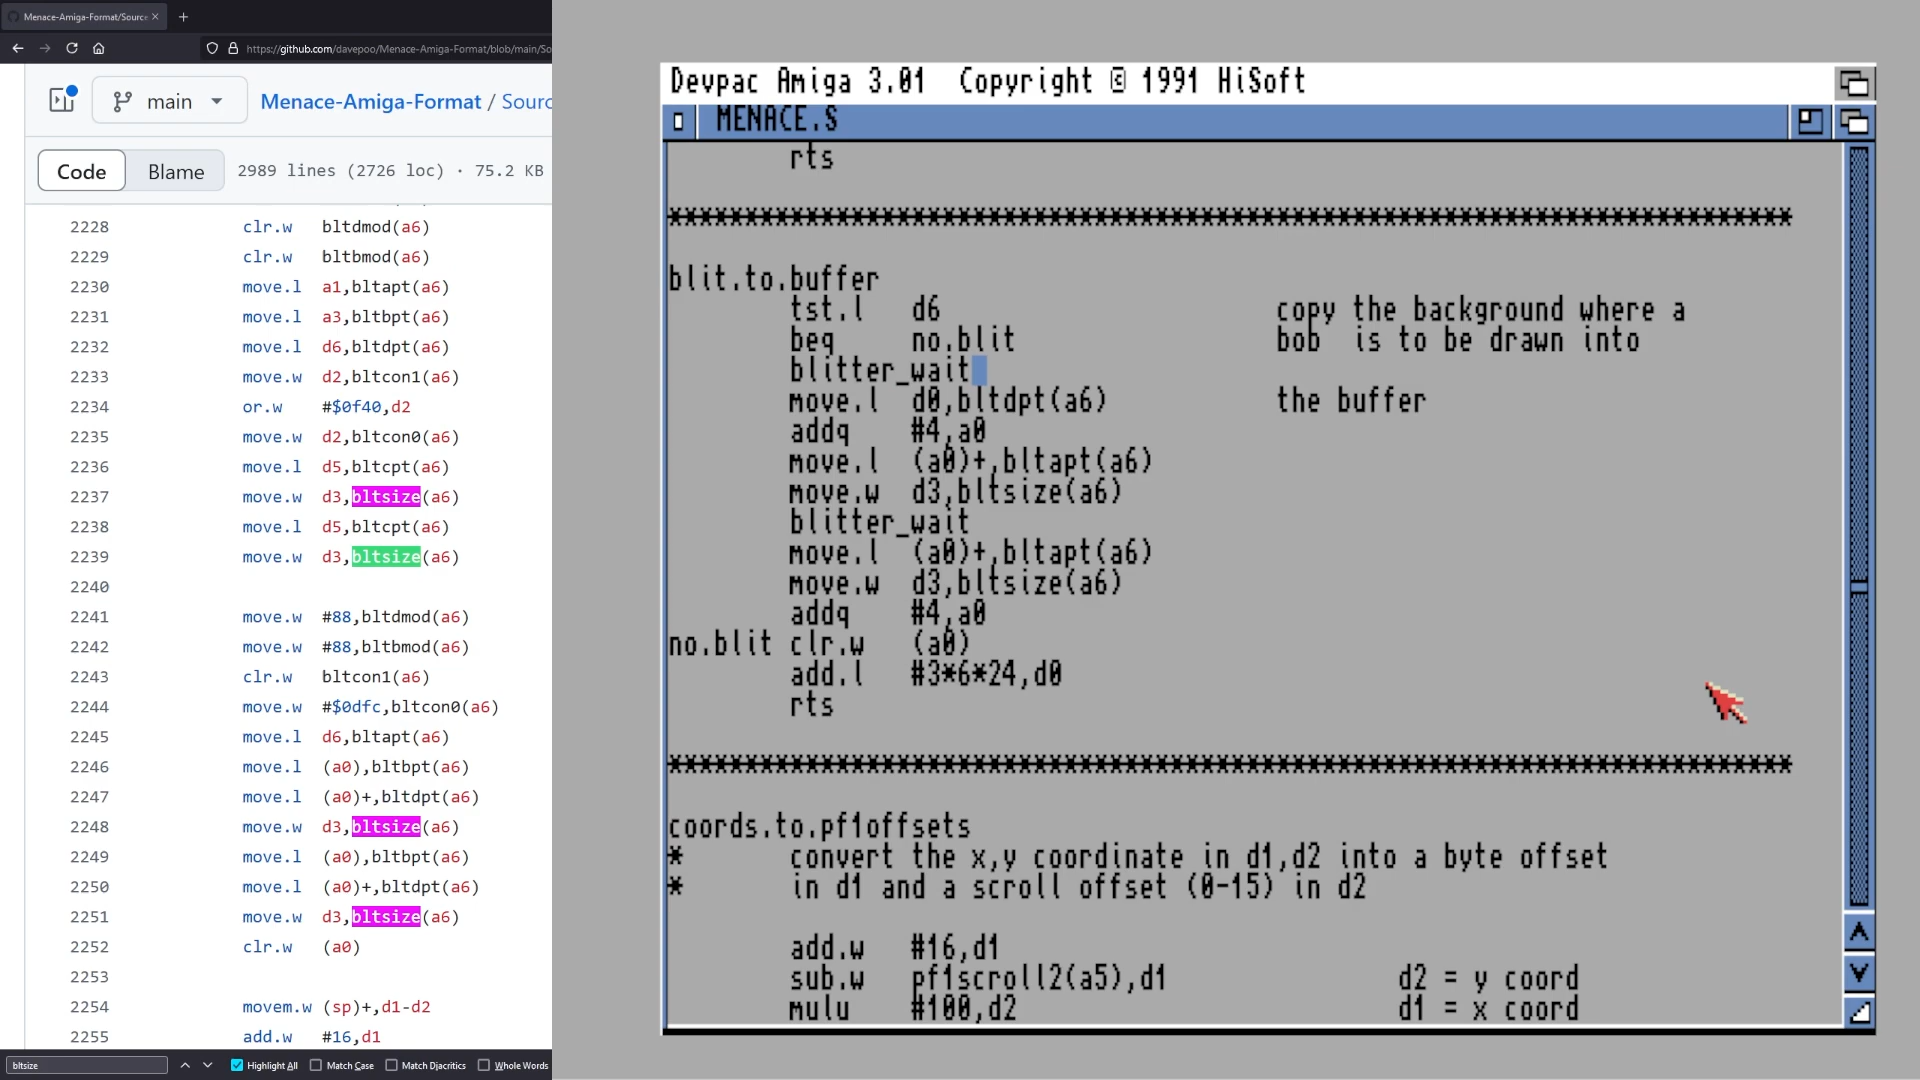 Menace-Amiga-Format/Source
https://github.com/davepoo/Menace-Amiga-Format/blob/main/So
main
Menace-Amiga-Format / Sourc
Code
Blame
2989 lines (2726 loc) · 75.2 KB
2228 clr.w bltdmod(a6)
2229 clr.w bltbmod(a6)
2230 move.l a1,bltapt(a6)
2231 move.l a3,bltbpt(a6)
2232 move.l d6,bltdpt(a6)
2233 move.w d2,bltcon1(a6)
2234 or.w #$0f40,d2
2235 move.w d2,bltcon0(a6)
2236 move.l d5,bltcpt(a6)
2237 move.w d3,bltsize(a6)
2238 move.l d5,bltcpt(a6)
2239 move.w d3,bltsize(a6)
2240
2241 move.w #88,bltdmod(a6)
2242 move.w #88,bltbmod(a6)
2243 clr.w bltcon1(a6)
2244 move.w #$0dfc,bltcon0(a6)
2245 move.l d6,bltapt(a6)
2246 move.l (a0),bltbpt(a6)
2247 move.l (a0)+,bltdpt(a6)
2248 move.w d3,bltsize(a6)
2249 move.l (a0),bltbpt(a6)
2250 move.l (a0)+,bltdpt(a6)
2251 move.w d3,bltsize(a6)
2252 clr.w (a0)
2253
2254 movem.w (sp)+,d1-d2
2255 add.w #16,d1
bltsize
Highlight All
Match Case
Match Diacritics
Whole Words
Devpac Amiga 3.01 Copyright © 1991 HiSoft
MENACE.S
rts
********************************************************************************
blit.to.buffer
tst.l d6 copy the background where a
beq no.blit bob is to be drawn into
blitter_wait
move.l d0,bltdpt(a6) the buffer
addq #4,a0
move.l (a0)+,bltapt(a6)
move.w d3,bltsize(a6)
blitter_wait
move.l (a0)+,bltapt(a6)
move.w d3,bltsize(a6)
addq #4,a0
no.blit clr.w (a0)
add.l #3*6*24,d0
rts
********************************************************************************
coords.to.pf1offsets
* convert the x,y coordinate in d1,d2 into a byte offset
* in d1 and a scroll offset (0-15) in d2
add.w #16,d1
sub.w pf1scroll2(a5),d1 d2 = y coord
mulu #100,d2 d1 = x coord